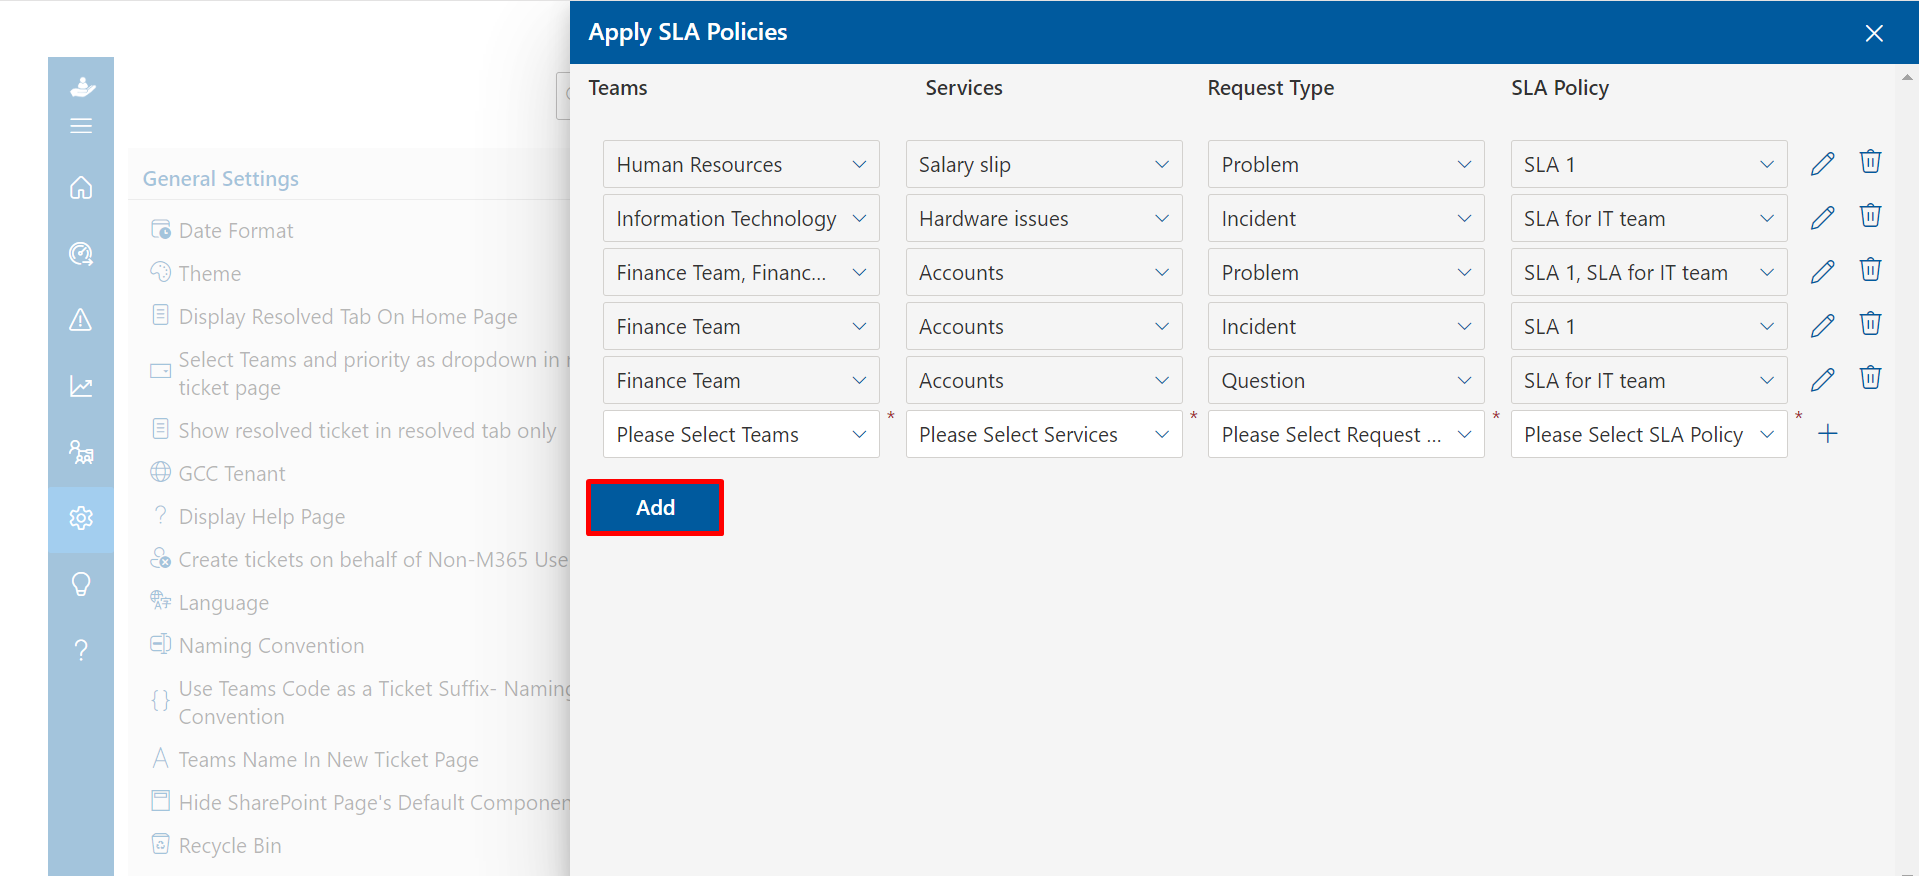 Apply SLA Policies
Teams Services Request Type SLA Policy
Human Resources Salary slip Problem SLA 1
Information Technology Hardware issues Incident SLA for IT team
Finance Team, Financ... Accounts Problem SLA 1, SLA for IT team
Finance Team Accounts Incident SLA 1
Finance Team Accounts Question SLA for IT team
Please Select Teams * Please Select Services * Please Select Request ... * Please Select SLA Policy *
Add
General Settings
Date Format
Theme
Display Resolved Tab On Home Page
Select Teams and priority as dropdown in
ticket page
Show resolved ticket in resolved tab only
GCC Tenant
Display Help Page
Create tickets on behalf of Non-M365 Use
Language
Naming Convention
Use Teams Code as a Ticket Suffix- Naming
Convention
Teams Name In New Ticket Page
Hide SharePoint Page's Default Componen
Recycle Bin